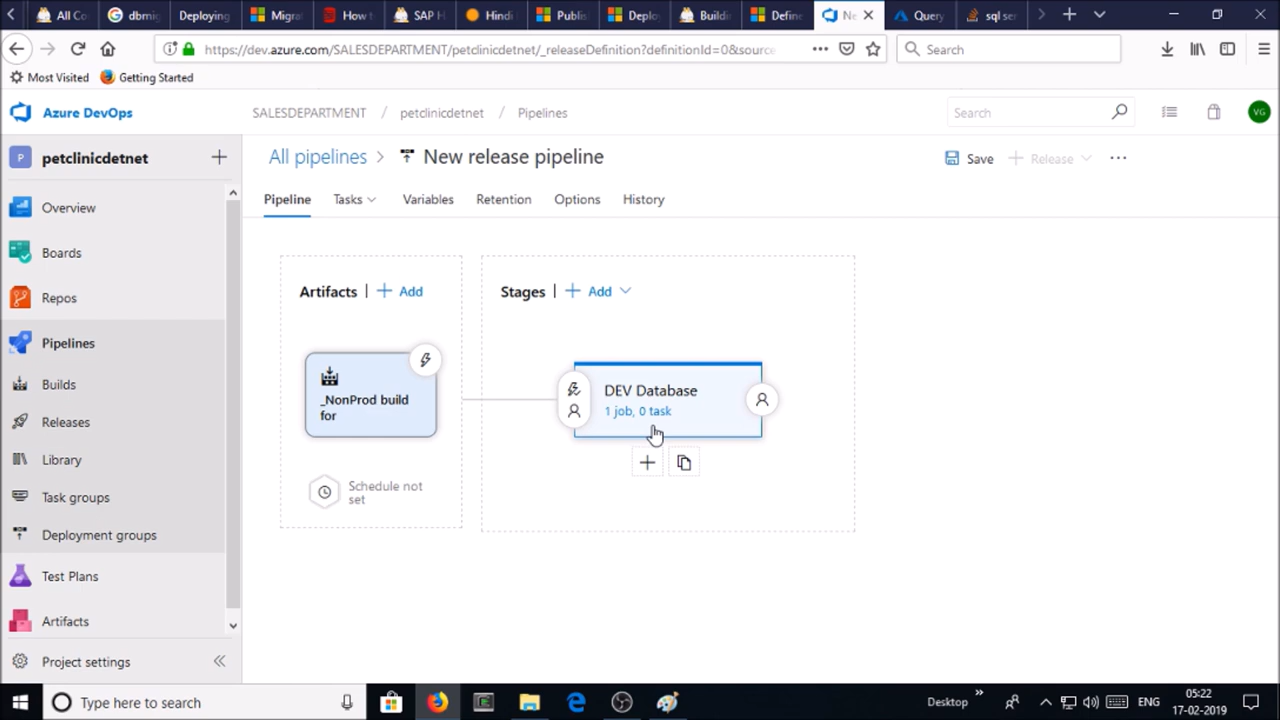 All Co
dbmig
Deploying
Migrat
How to
SAP H
Hindi
Publis
Deplo
Buildin
Define
Ne
Query
sql ser
https://dev.azure.com/SALESDEPARTMENT/petclinicdetnet/_releaseDefinition?definitionId=0&source
Search
Most Visited
Getting Started
Azure DevOps
SALESDEPARTMENT / petclinicdetnet / Pipelines
Search
VG
P
petclinicdetnet
All pipelines > New release pipeline
Save
Release
Pipeline
Tasks
Variables
Retention
Options
History
Overview
Boards
Repos
Pipelines
Builds
Releases
Library
Task groups
Deployment groups
Test Plans
Artifacts
Project settings
Artifacts | + Add
Stages | + Add
_NonProd build
for
Schedule not
set
DEV Database
1 job, 0 task
Type here to search
Desktop
ENG
05:22
17-02-2019